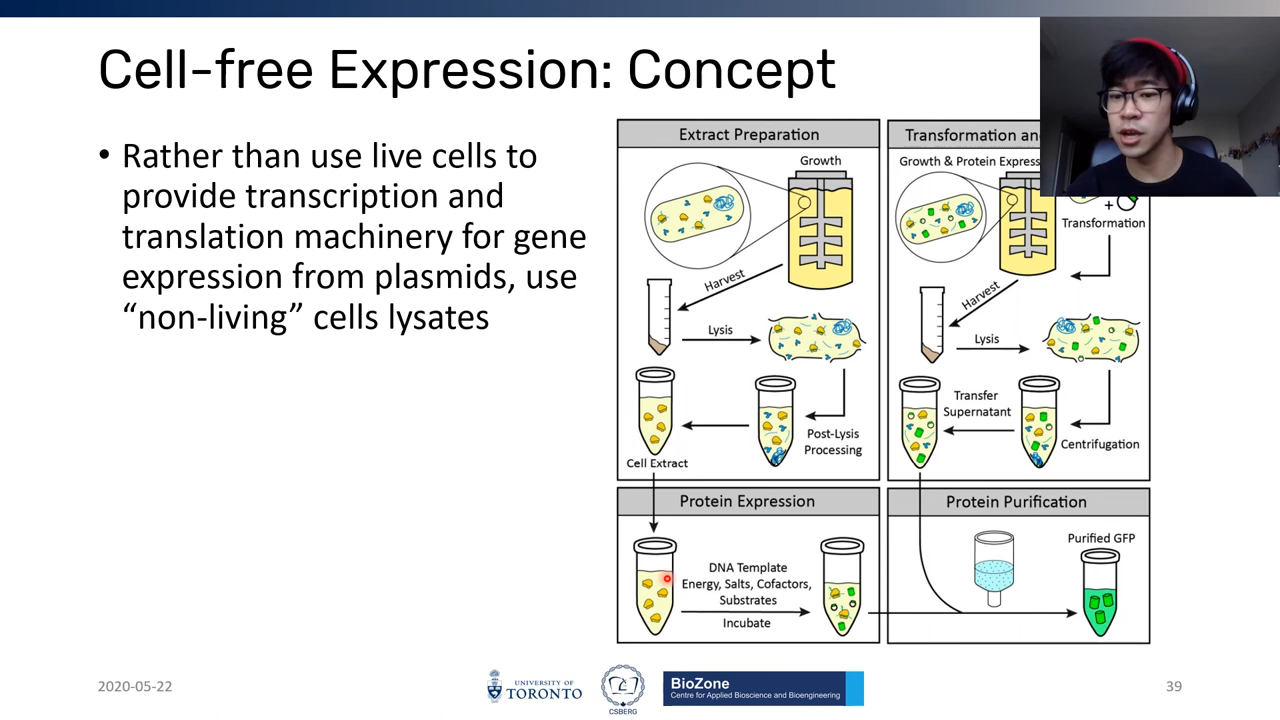 Cell-free Expression: Concept
• Rather than use live cells to
provide transcription and
translation machinery for gene
expression from plasmids, use
“non-living” cells lysates
Extract Preparation
Growth
Harvest
Lysis
Post-Lysis
Processing
Cell Extract
Transformation and
Growth & Protein Express
+
Transformation
Harvest
Lysis
Transfer
Supernatant
Centrifugation
Protein Expression
DNA Template
Energy, Salts, Cofactors,
Substrates
Incubate
Protein Purification
Purified GFP
2020-05-22
UNIVERSITY OF
TORONTO
CSBERG
BioZone
Centre for Applied Bioscience and Bioengineering
39